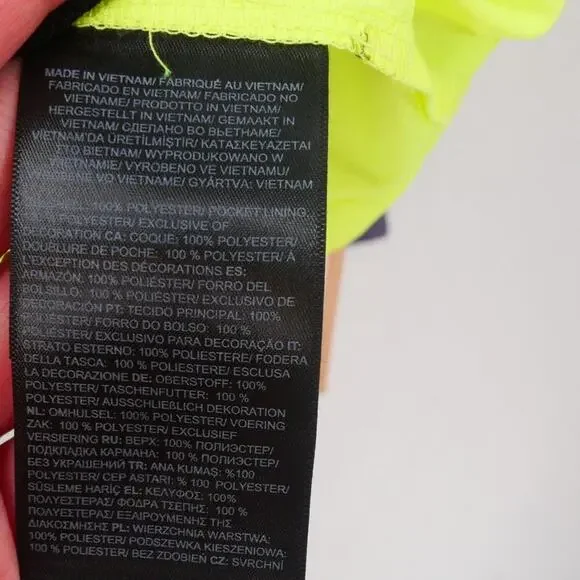 MADE IN VIETNAM/ FABRIQUÉ AU VIETNAM/
FABRICADO EN VIETNAM/ FABRICADO NO
VIETNAME/ PRODOTTO IN VIETNAM/
HERGESTELLT IN VIETNAM/ GEMAAKT IN
VIETNAM/ СДЕЛАНО ВО ВЬЕТНАМЕ/
VIETNAM'DA ÜRETİLMİŞTİR/ ΚΑΤΑΣΚΕΥΑΖΕΤΑΙ
ΣΤΟ ΒΙΕΤΝΑΜ/ WYPRODUKOWANO W
WIETNAMIE/ VYROBENO VE VIETNAMU/
VIETNAME/ GYÁRTVA: VIETNAM
100% POLYESTER/ POCKET LINING:
100% POLYESTER/ EXCLUSIVE OF
DECORATION CA: COQUE: 100% POLYESTER/
DOUBLURE DE POCHE: 100 % POLYESTER/ À
L'EXCEPTION DES DÉCORATIONS ES:
ARMAZÓN: 100% POLIÉSTER/ FORRO DEL
BOLSILLO: 100 % POLIÉSTER/ EXCLUSIVO DE
DECORACIÓN PT: TECIDO PRINCIPAL: 100%
POLIÉSTER/ FORRO DO BOLSO: 100 %
POLIÉSTER/ EXCLUSIVO PARA DECORAÇÃO IT:
STRATO ESTERNO: 100% POLIESTERE/ FODERA
DELLA TASCA: 100 % POLIESTERE/ ESCLUSA
LA DECORAZIONE DE: OBERSTOFF: 100 %
POLYESTER/ TASCHENFUTTER: 100 %
POLYESTER/ AUSSCHLIEẞLICH DEKORATION
NL: OMHULSEL: 100% POLYESTER/ VOERING
ZAK: 100 % POLYESTER/ EXCLUSIEF
VERSIERING RU: ВЕРХ: 100% ПОЛИЭСТЕР/
ПОДКЛАДКА КАРМАНА: 100 % ПОЛИЭСТЕР/
БЕЗ УКРАШЕНИЙ TR: ANA KUMAŞ: %100
POLYESTER/ CEP ASTARI: % 100 POLYESTER/
SÜSLEME HARİÇ EL: ΚΕΛΥΦΟΣ: 100%
ΠΟΛΥΕΣΤΕΡΑΣ/ ΦΟΔΡΑ ΤΣΕΠΗΣ: 100 %
ΠΟΛΥΕΣΤΕΡΑΣ/ ΕΞΑΙΡΟΥΜΕΝΗΣ ΤΗΣ
ΔΙΑΚΟΣΜΗΣΗΣ PL: WIERZCHNIA WARSTWA:
100% POLIESTER/ PODSZEWKA KIESZENIOWA:
100 % POLIESTER/ BEZ ZDOBIEŃ CS: SVRCHNÍ